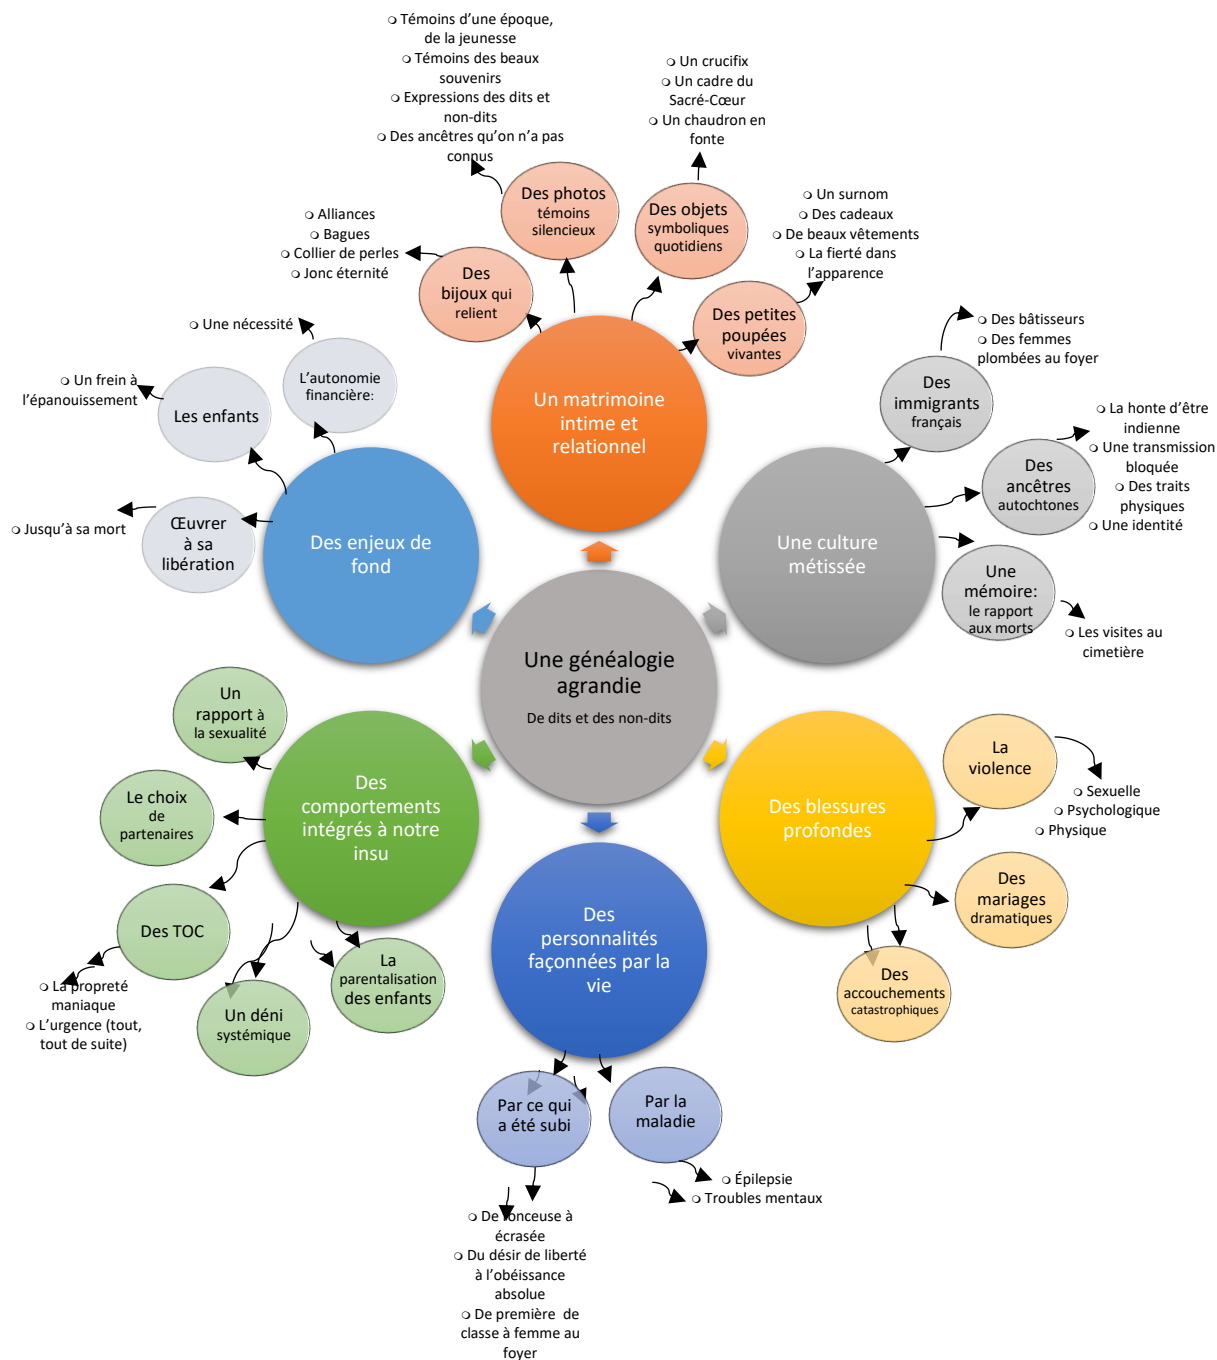 ○ Témoins d'une époque,
de la jeunesse
○ Témoins des beaux
souvenirs
○ Expressions des dits et
non-dits
○ Des ancêtres qu'on n'a pas
connus
○ Un crucifix
○ Un cadre du
Sacré-Cœur
○ Un chaudron en
fonte
Des photos
témoins
silencieux
Des objets
symboliques
quotidiens
○ Un surnom
○ Des cadeaux
○ De beaux vêtements
○ La fierté dans
l'apparence
○ Alliances
○ Bagues
○ Collier de perles
○ Jonc éternité
Des
bijoux qui
relient
Des petites
poupées
vivantes
Un matrimoine
intime et
relationnel
○ Une nécessité
L'autonomie
financière:
○ Un frein à
l'épanouissement
Les enfants
○ Jusqu'à sa mort
Œuvrer
à sa
libération
Des enjeux de
fond
○ Des bâtisseurs
○ Des femmes
plombées au foyer
Des
immigrants
français
○ La honte d'être
indienne
○ Une transmission
bloquée
○ Des traits
physiques
○ Une identité
Des
ancêtres
autochtones
Une culture
métissée
Une
mémoire:
le rapport
aux morts
○ Les visites au
cimetière
Une généalogie
agrandie
De dits et des non-dits
Un
rapport à
la sexualité
Le choix
de
partenaires
Des
comportements
intégrés à notre
insu
Des TOC
○ La propreté
maniaque
○ L'urgence (tout,
tout de suite)
Un déni
systémique
La
parentalisation
des enfants
Des blessures
profondes
La
violence
○ Sexuelle
○ Psychologique
○ Physique
Des
mariages
dramatiques
Des
accouchements
catastrophiques
Des
personnalités
façonnées par la
vie
Par ce qui
a été subi
Par la
maladie
○ Épilepsie
○ Troubles mentaux
○ De fonceuse à
écrasée
○ Du désir de liberté
à l'obéissance
absolue
○ De première de
classe à femme au
foyer